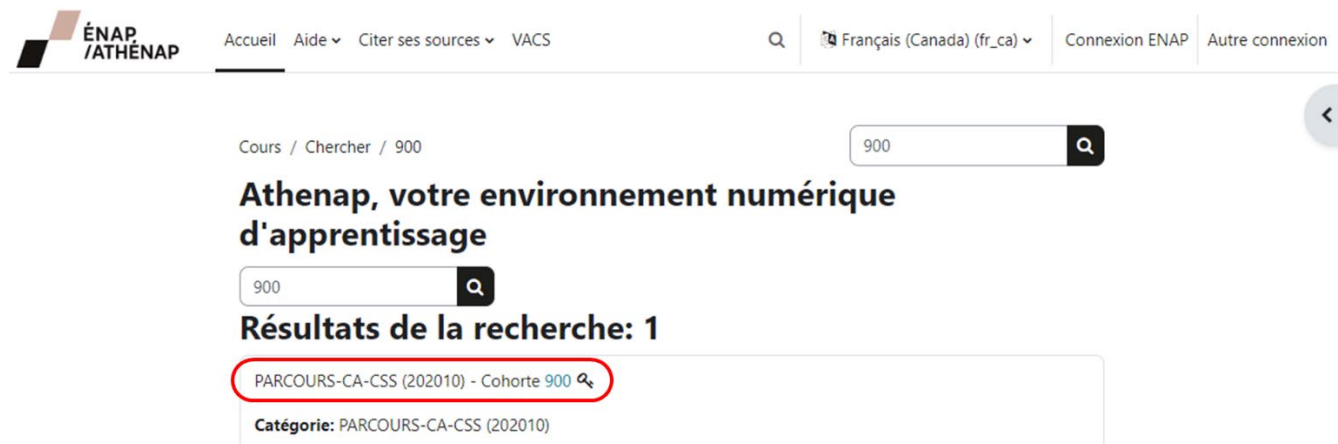 ÉNAP
/ATHÉNAP
Accueil Aide Citer ses sources VACS Français (Canada) (fr_ca) Connexion ENAP Autre connexion
Cours / Chercher / 900 900
Athenap, votre environnement numérique
d'apprentissage
900
Résultats de la recherche: 1
PARCOURS-CA-CSS (202010) - Cohorte 900
Catégorie: PARCOURS-CA-CSS (202010)